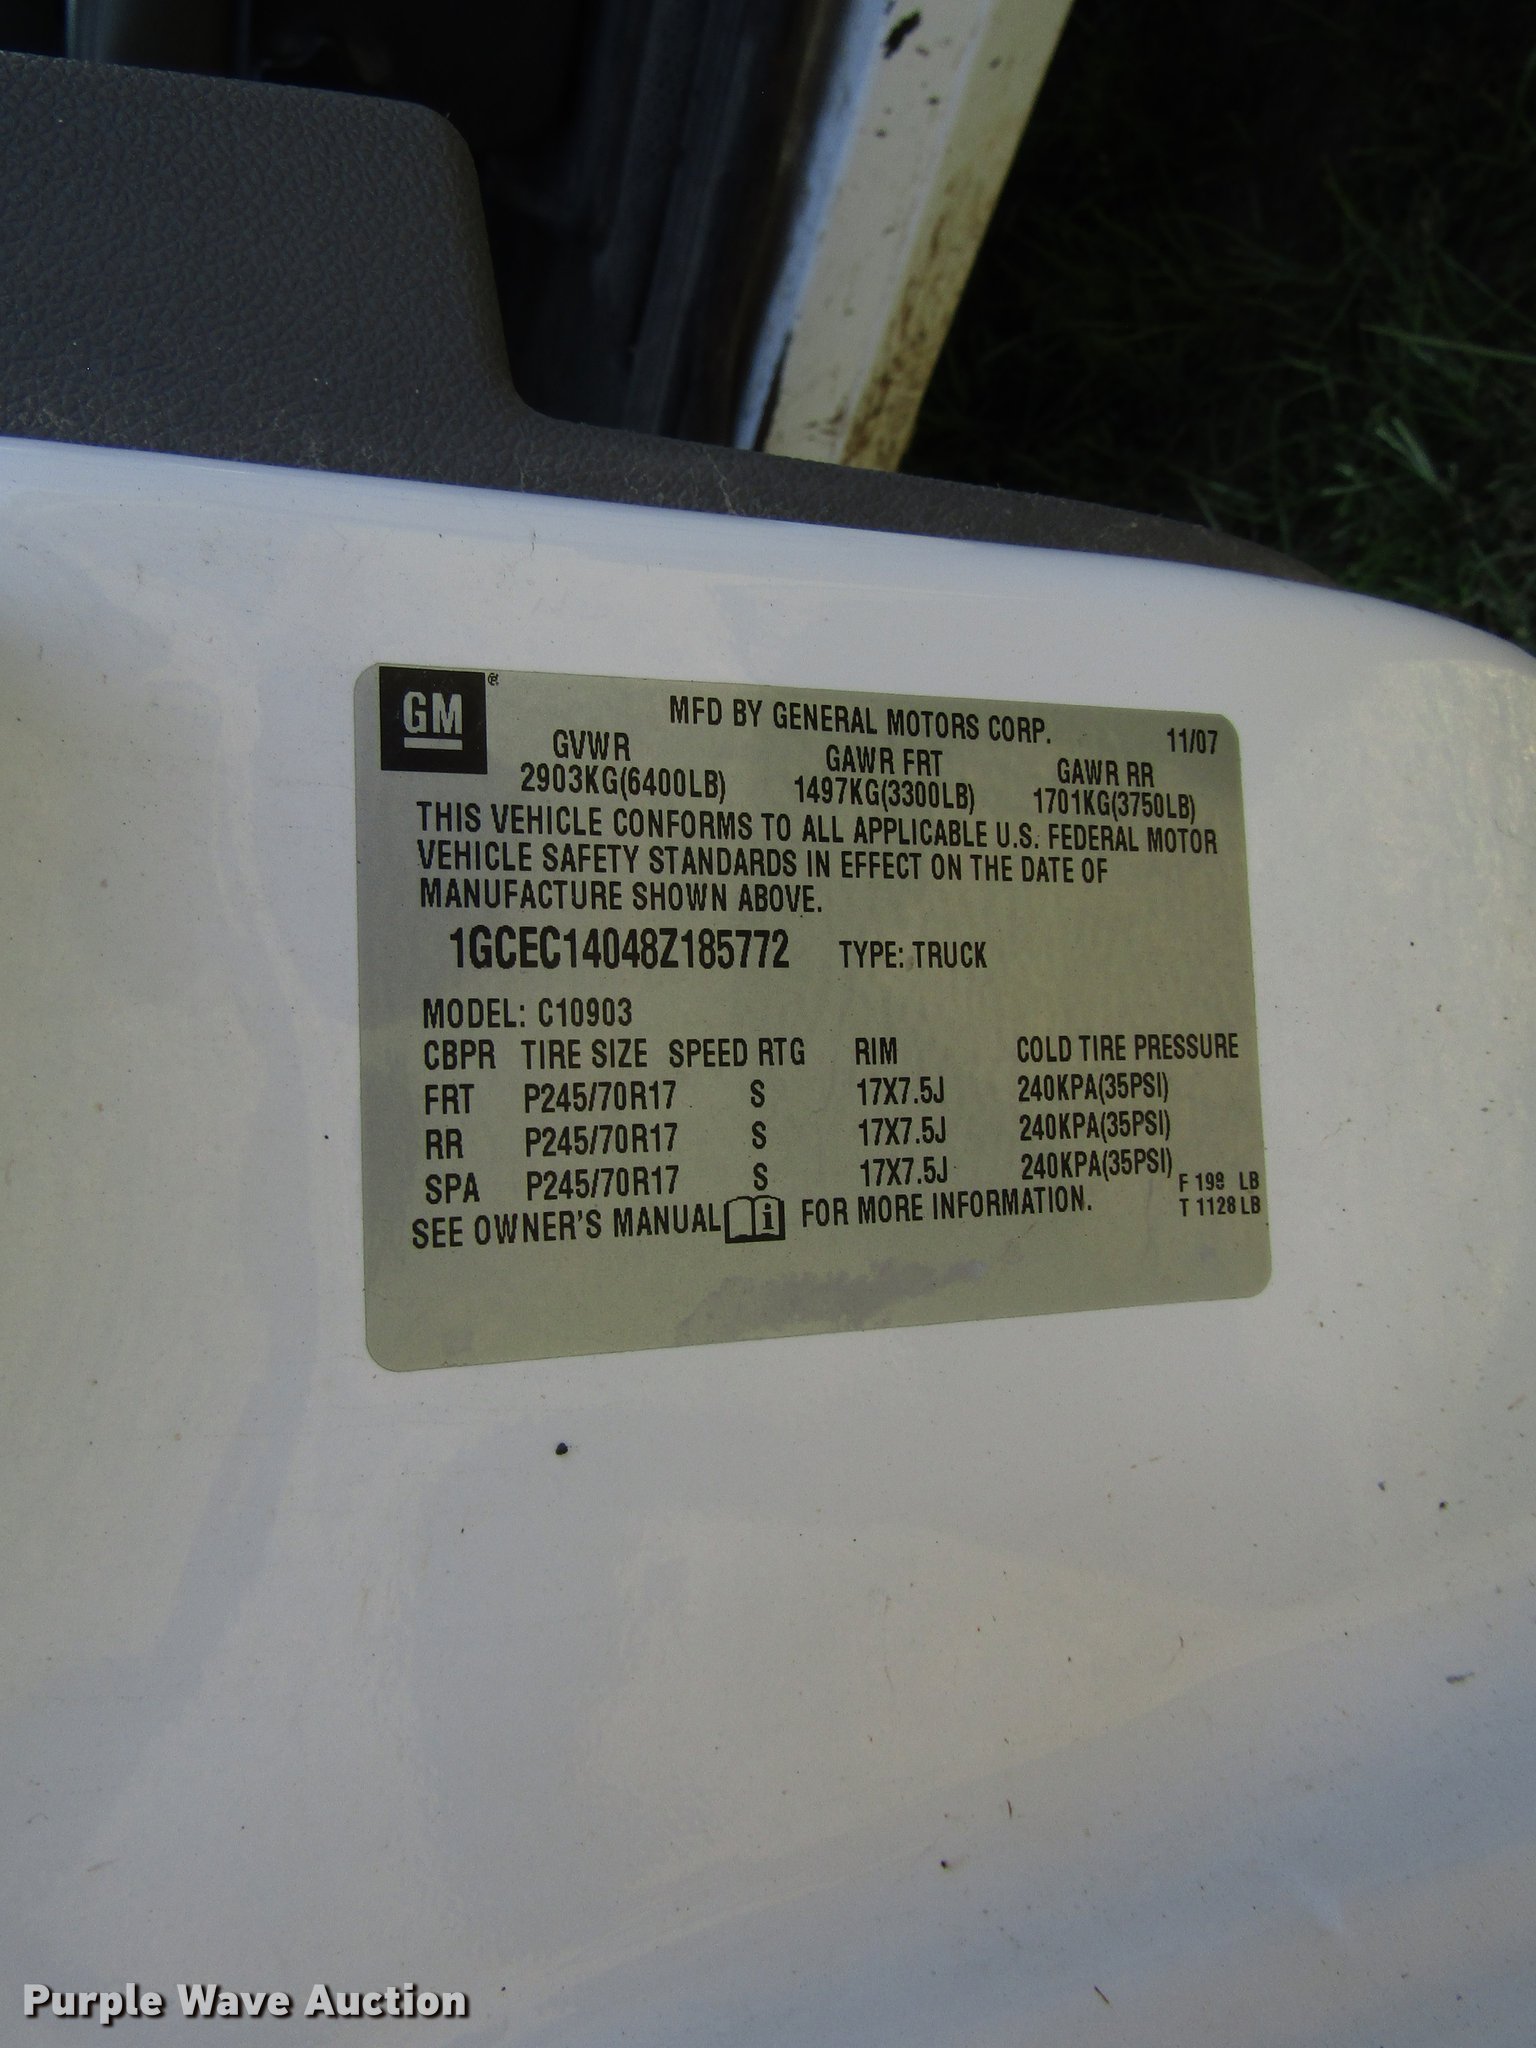 GM ®
MFD BY GENERAL MOTORS CORP. 11/07
GVWR GAWR FRT GAWR RR
2903KG(6400LB) 1497KG(3300LB) 1701KG(3750LB)
THIS VEHICLE CONFORMS TO ALL APPLICABLE U.S. FEDERAL MOTOR
VEHICLE SAFETY STANDARDS IN EFFECT ON THE DATE OF
MANUFACTURE SHOWN ABOVE.
1GCEC14048Z185772 TYPE: TRUCK
MODEL: C10903
CBPR TIRE SIZE SPEED RTG RIM COLD TIRE PRESSURE
FRT P245/70R17 S 17X7.5J 240KPA(35PSI)
RR P245/70R17 S 17X7.5J 240KPA(35PSI)
SPA P245/70R17 S 17X7.5J 240KPA(35PSI)
F LB
T 1128 LB
SEE OWNER'S MANUAL i FOR MORE INFORMATION.
Purple Wave Auction